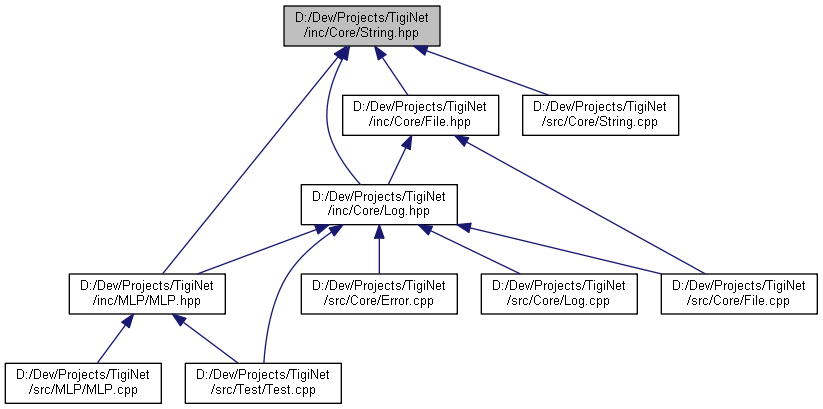 D:/Dev/Projects/TigiNet
/inc/Core/String.hpp
D:/Dev/Projects/TigiNet
/inc/Core/File.hpp
D:/Dev/Projects/TigiNet
/src/Core/String.cpp
D:/Dev/Projects/TigiNet
/inc/Core/Log.hpp
D:/Dev/Projects/TigiNet
/inc/MLP/MLP.hpp
D:/Dev/Projects/TigiNet
/src/Core/Error.cpp
D:/Dev/Projects/TigiNet
/src/Core/Log.cpp
D:/Dev/Projects/TigiNet
/src/Core/File.cpp
D:/Dev/Projects/TigiNet
/src/MLP/MLP.cpp
D:/Dev/Projects/TigiNet
/src/Test/Test.cpp